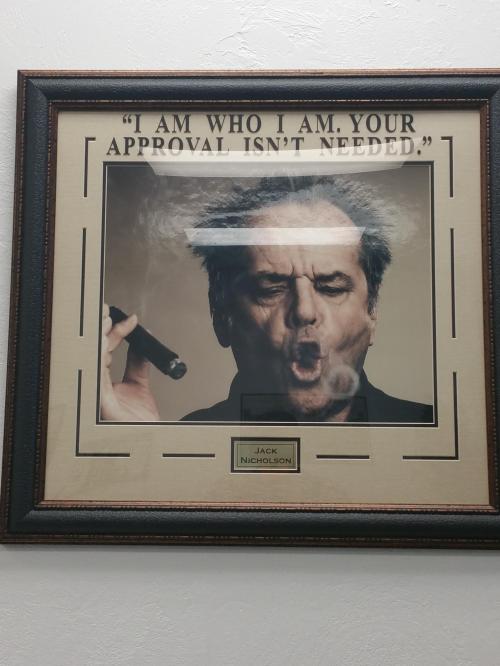 “I AM WHO I AM. YOUR
APPROVAL ISN'T NEEDED.”
JACK
NICHOLSON